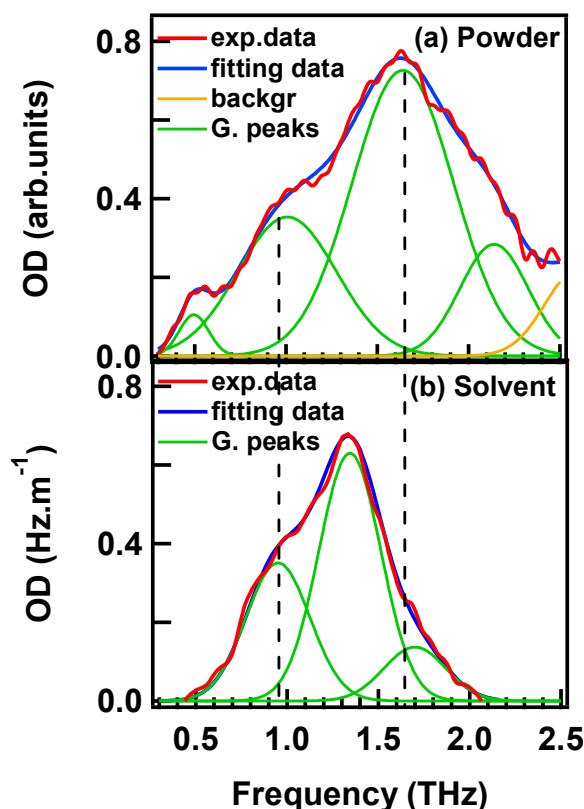 0.8
exp.data
(a) Powder
fitting data
backgr
G. peaks
OD (arb.units)
0.4
0.0
0.8
exp.data
(b) Solvent
fitting data
G. peaks
OD (Hz.m⁻¹)
0.4
0.0
0.5 1.0 1.5 2.0 2.5
Frequency (THz)